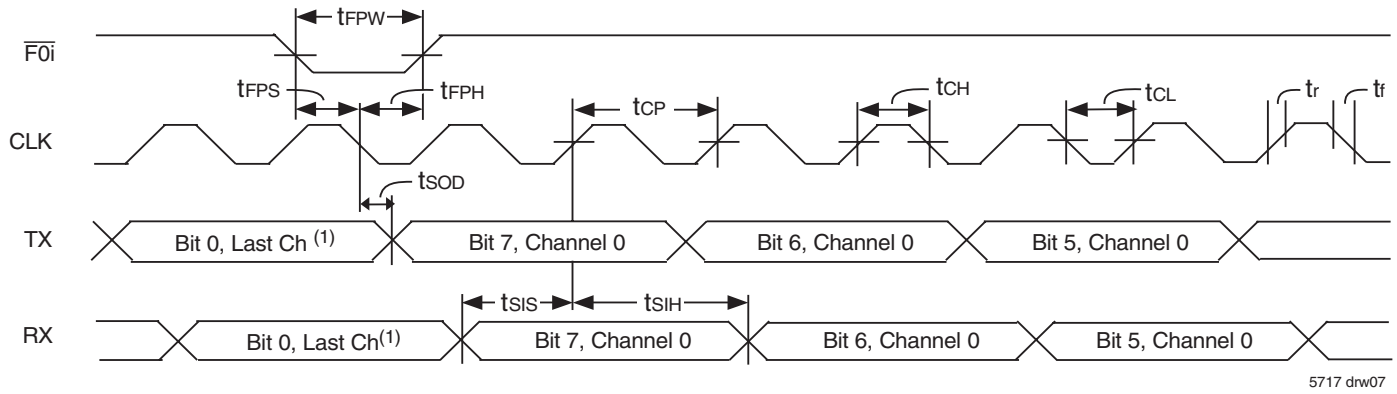 tFPW
F0i
tFPS
tFPH
tCP
tCH
tCL
tr
tf
CLK
tSOD
TX
Bit 0, Last Ch (1)
Bit 7, Channel 0
Bit 6, Channel 0
Bit 5, Channel 0
tSIS
tSIH
RX
Bit 0, Last Ch(1)
Bit 7, Channel 0
Bit 6, Channel 0
Bit 5, Channel 0
5717 drw07